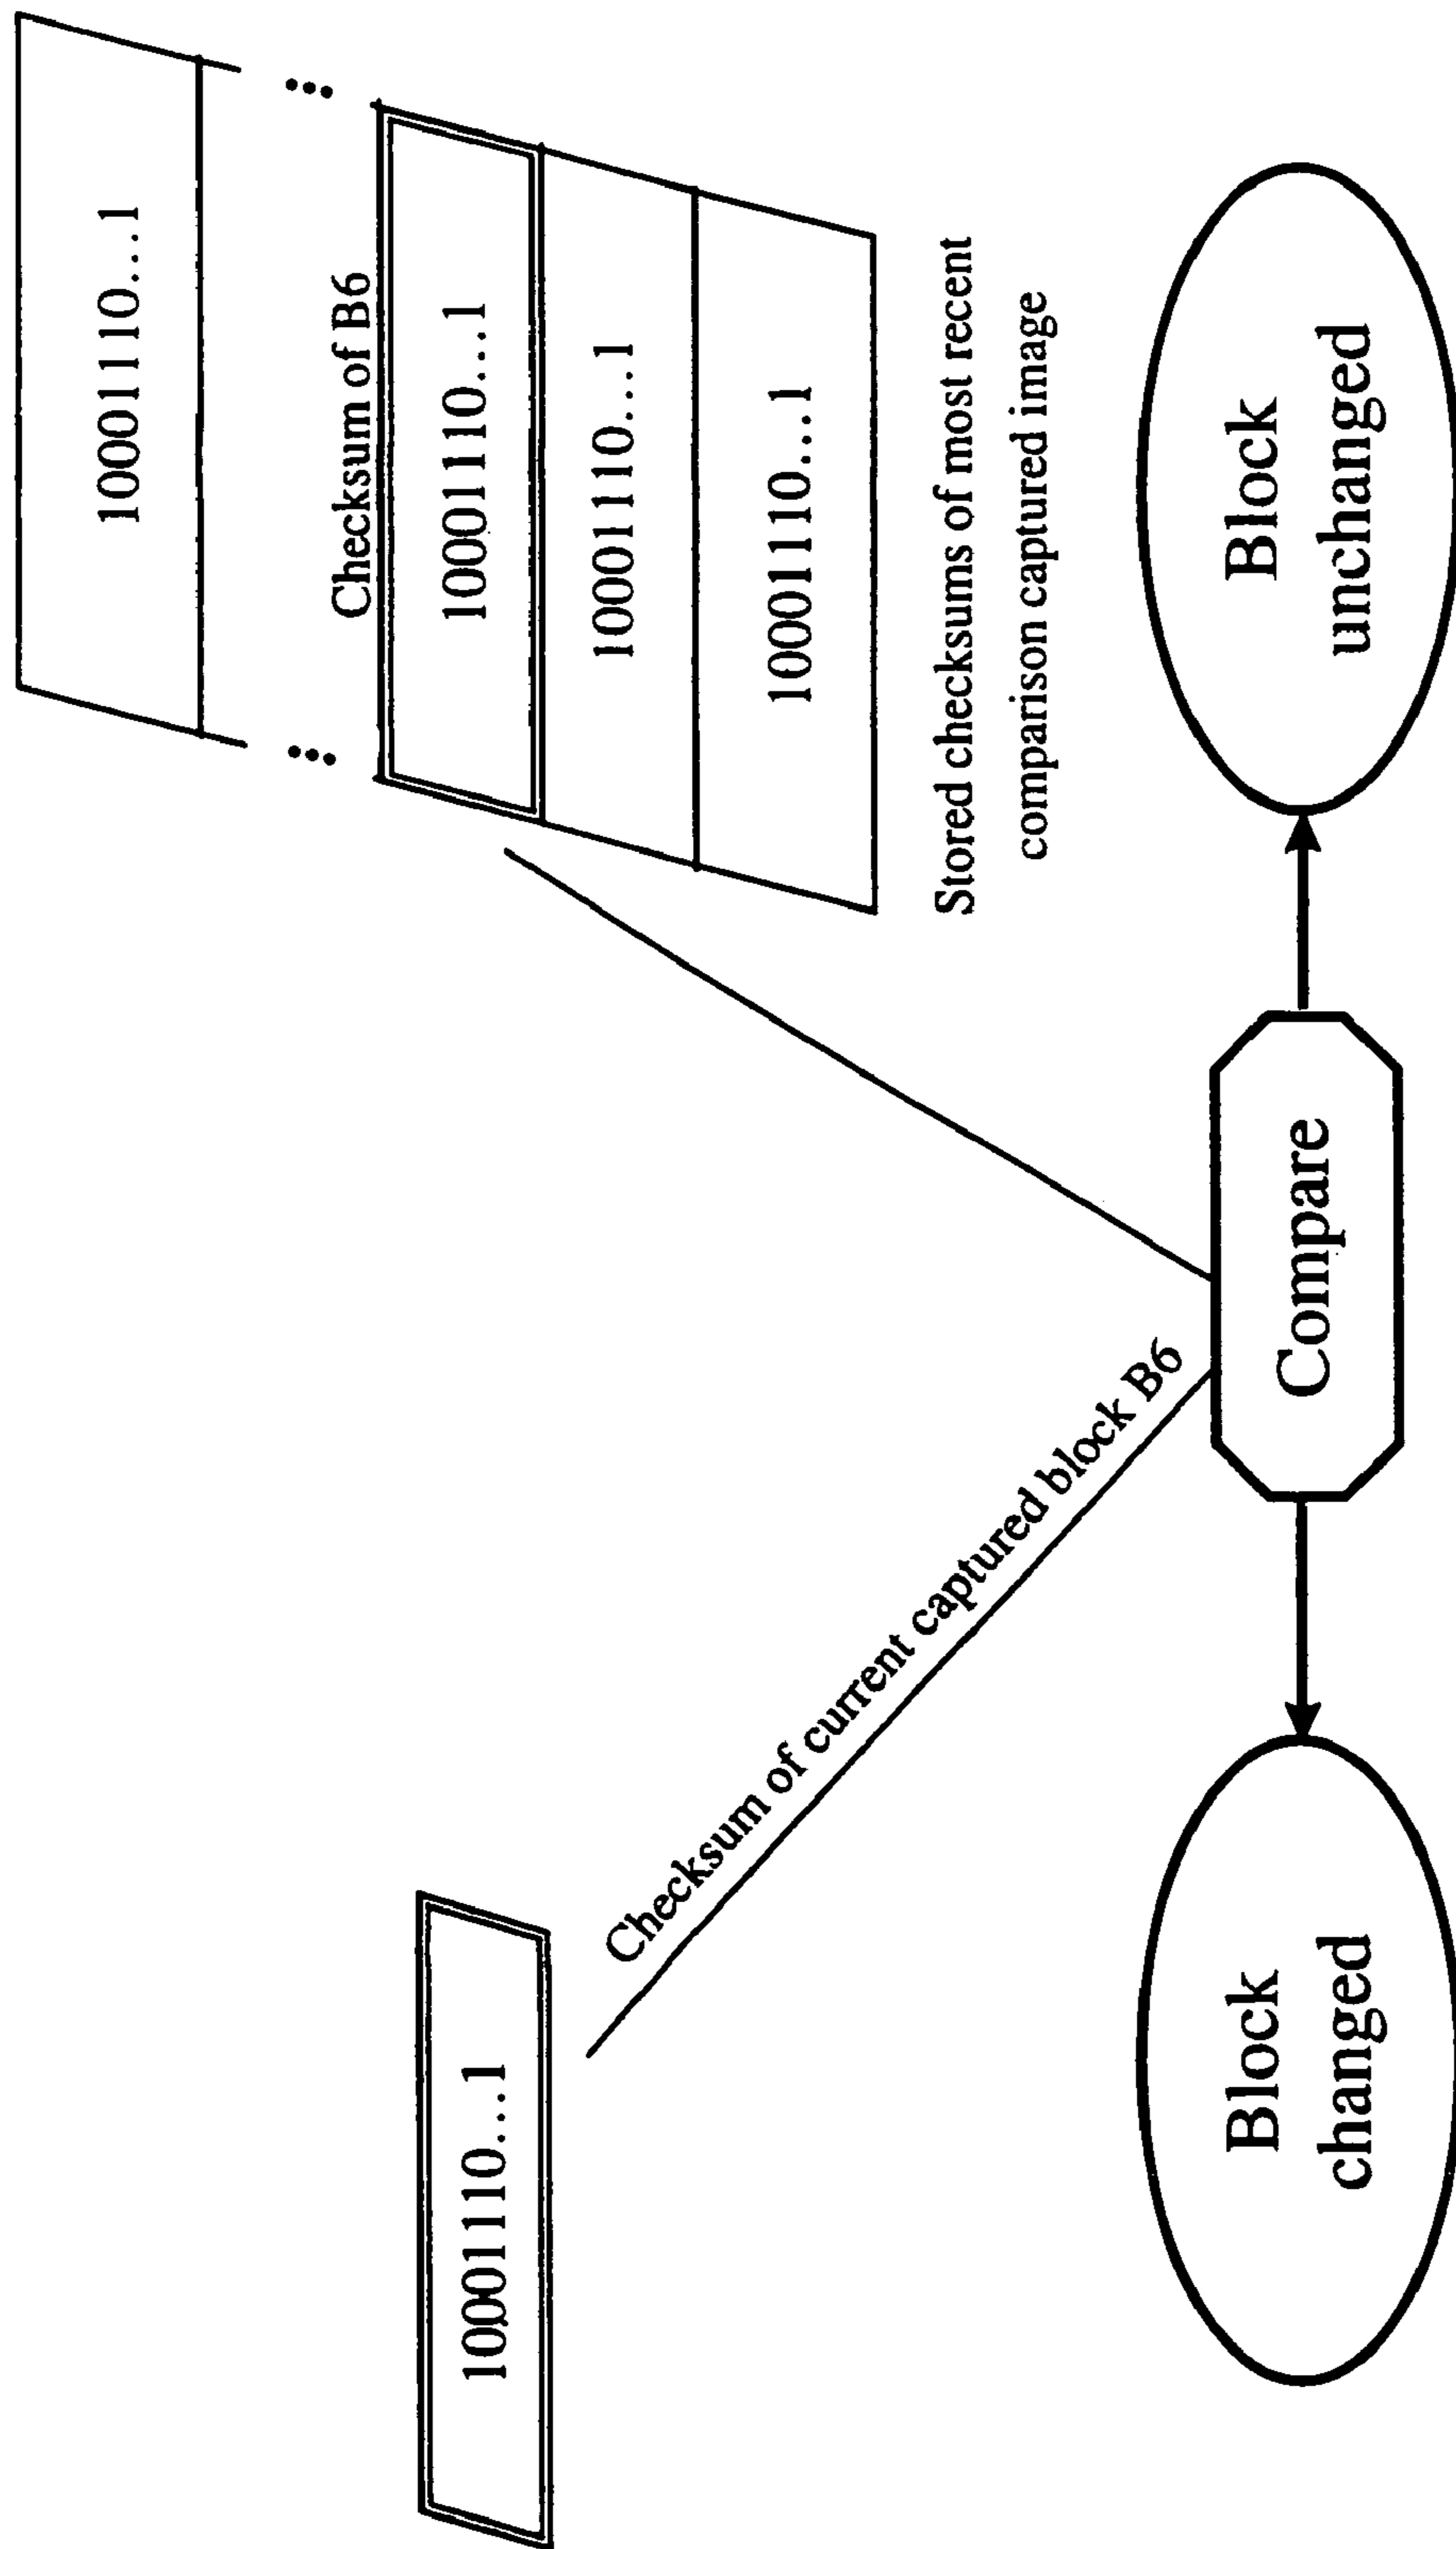 10001110...1
Checksum of B6
10001110...1
10001110...1
10001110...1
10001110...1
Stored checksums of most recent
comparison captured image
Checksum of current captured block B6
Block
changed
Compare
Block
unchanged